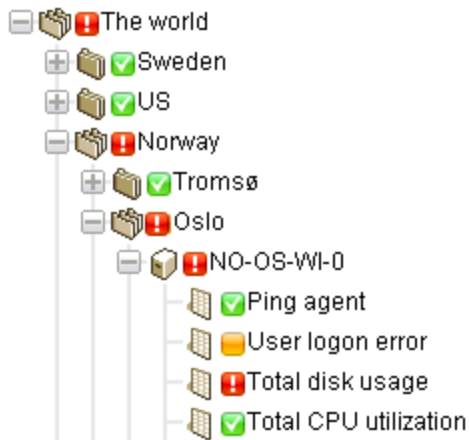 The world
Sweden
US
Norway
Tromsø
Oslo
NO-OS-WI-0
Ping agent
User logon error
Total disk usage
Total CPU utilization